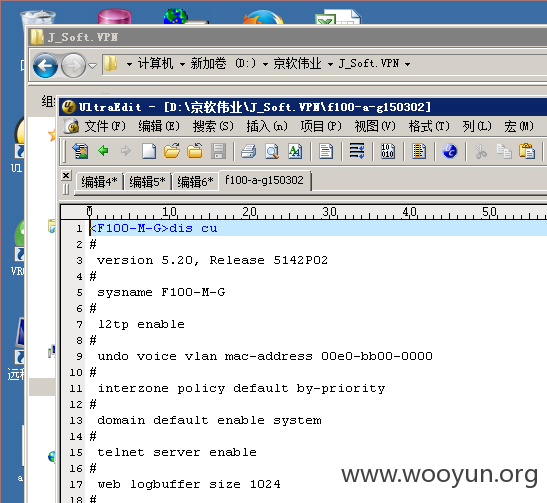 J_Soft.VPN
计算机 ▸ 新加卷 (D:) ▸ 京软伟业 ▸ J_Soft.VPN ▸
UltraEdit - [D:\京软伟业\J_Soft.VPN\f100-a-g150302]
文件(F) 编辑(E) 搜索(S) 插入(n) 项目(P) 视图(V) 格式(T) 列(L) 宏(M)
编辑4* 编辑5* 编辑6* f100-a-g150302
0 10 20 30 40 50
1 <F100-M-G>dis cu
2 #
3 version 5.20, Release 5142P02
4 #
5 sysname F100-M-G
6 #
7 l2tp enable
8 #
9 undo voice vlan mac-address 00e0-bb00-0000
10 #
11 interzone policy default by-priority
12 #
13 domain default enable system
14 #
15 telnet server enable
16 #
17 web logbuffer size 1024
18 #
www.wooyun.org